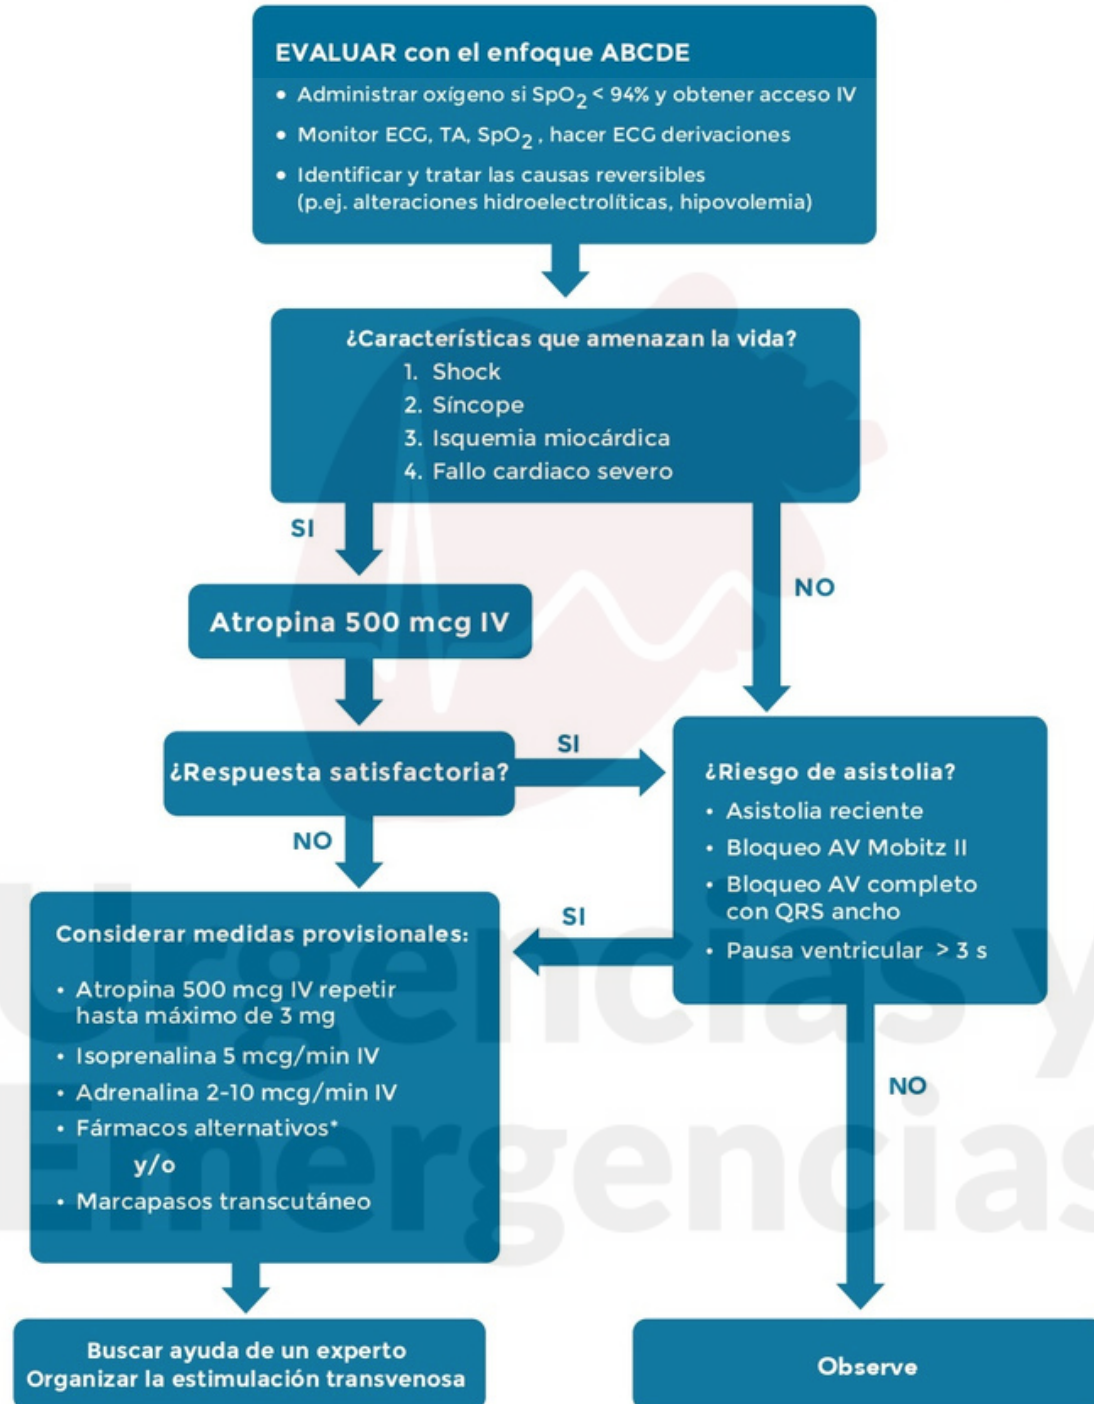 EVALUAR con el enfoque ABCDE
• Administrar oxígeno si SpO2 < 94% y obtener acceso IV
• Monitor ECG, TA, SpO2 , hacer ECG derivaciones
• Identificar y tratar las causas reversibles
(p.ej. alteraciones hidroelectrolíticas, hipovolemia)
¿Características que amenazan la vida?
1. Shock
2. Síncope
3. Isquemia miocárdica
4. Fallo cardiaco severo
SI
NO
Atropina 500 mcg IV
¿Respuesta satisfactoria?
SI
NO
¿Riesgo de asistolia?
• Asistolia reciente
• Bloqueo AV Mobitz II
• Bloqueo AV completo
con QRS ancho
• Pausa ventricular > 3 s
SI
NO
Considerar medidas provisionales:
• Atropina 500 mcg IV repetir
hasta máximo de 3 mg
• Isoprenalina 5 mcg/min IV
• Adrenalina 2-10 mcg/min IV
• Fármacos alternativos*
y/o
• Marcapasos transcutáneo
Buscar ayuda de un experto
Organizar la estimulación transvenosa
Observe
Urgencias y
Emergencias